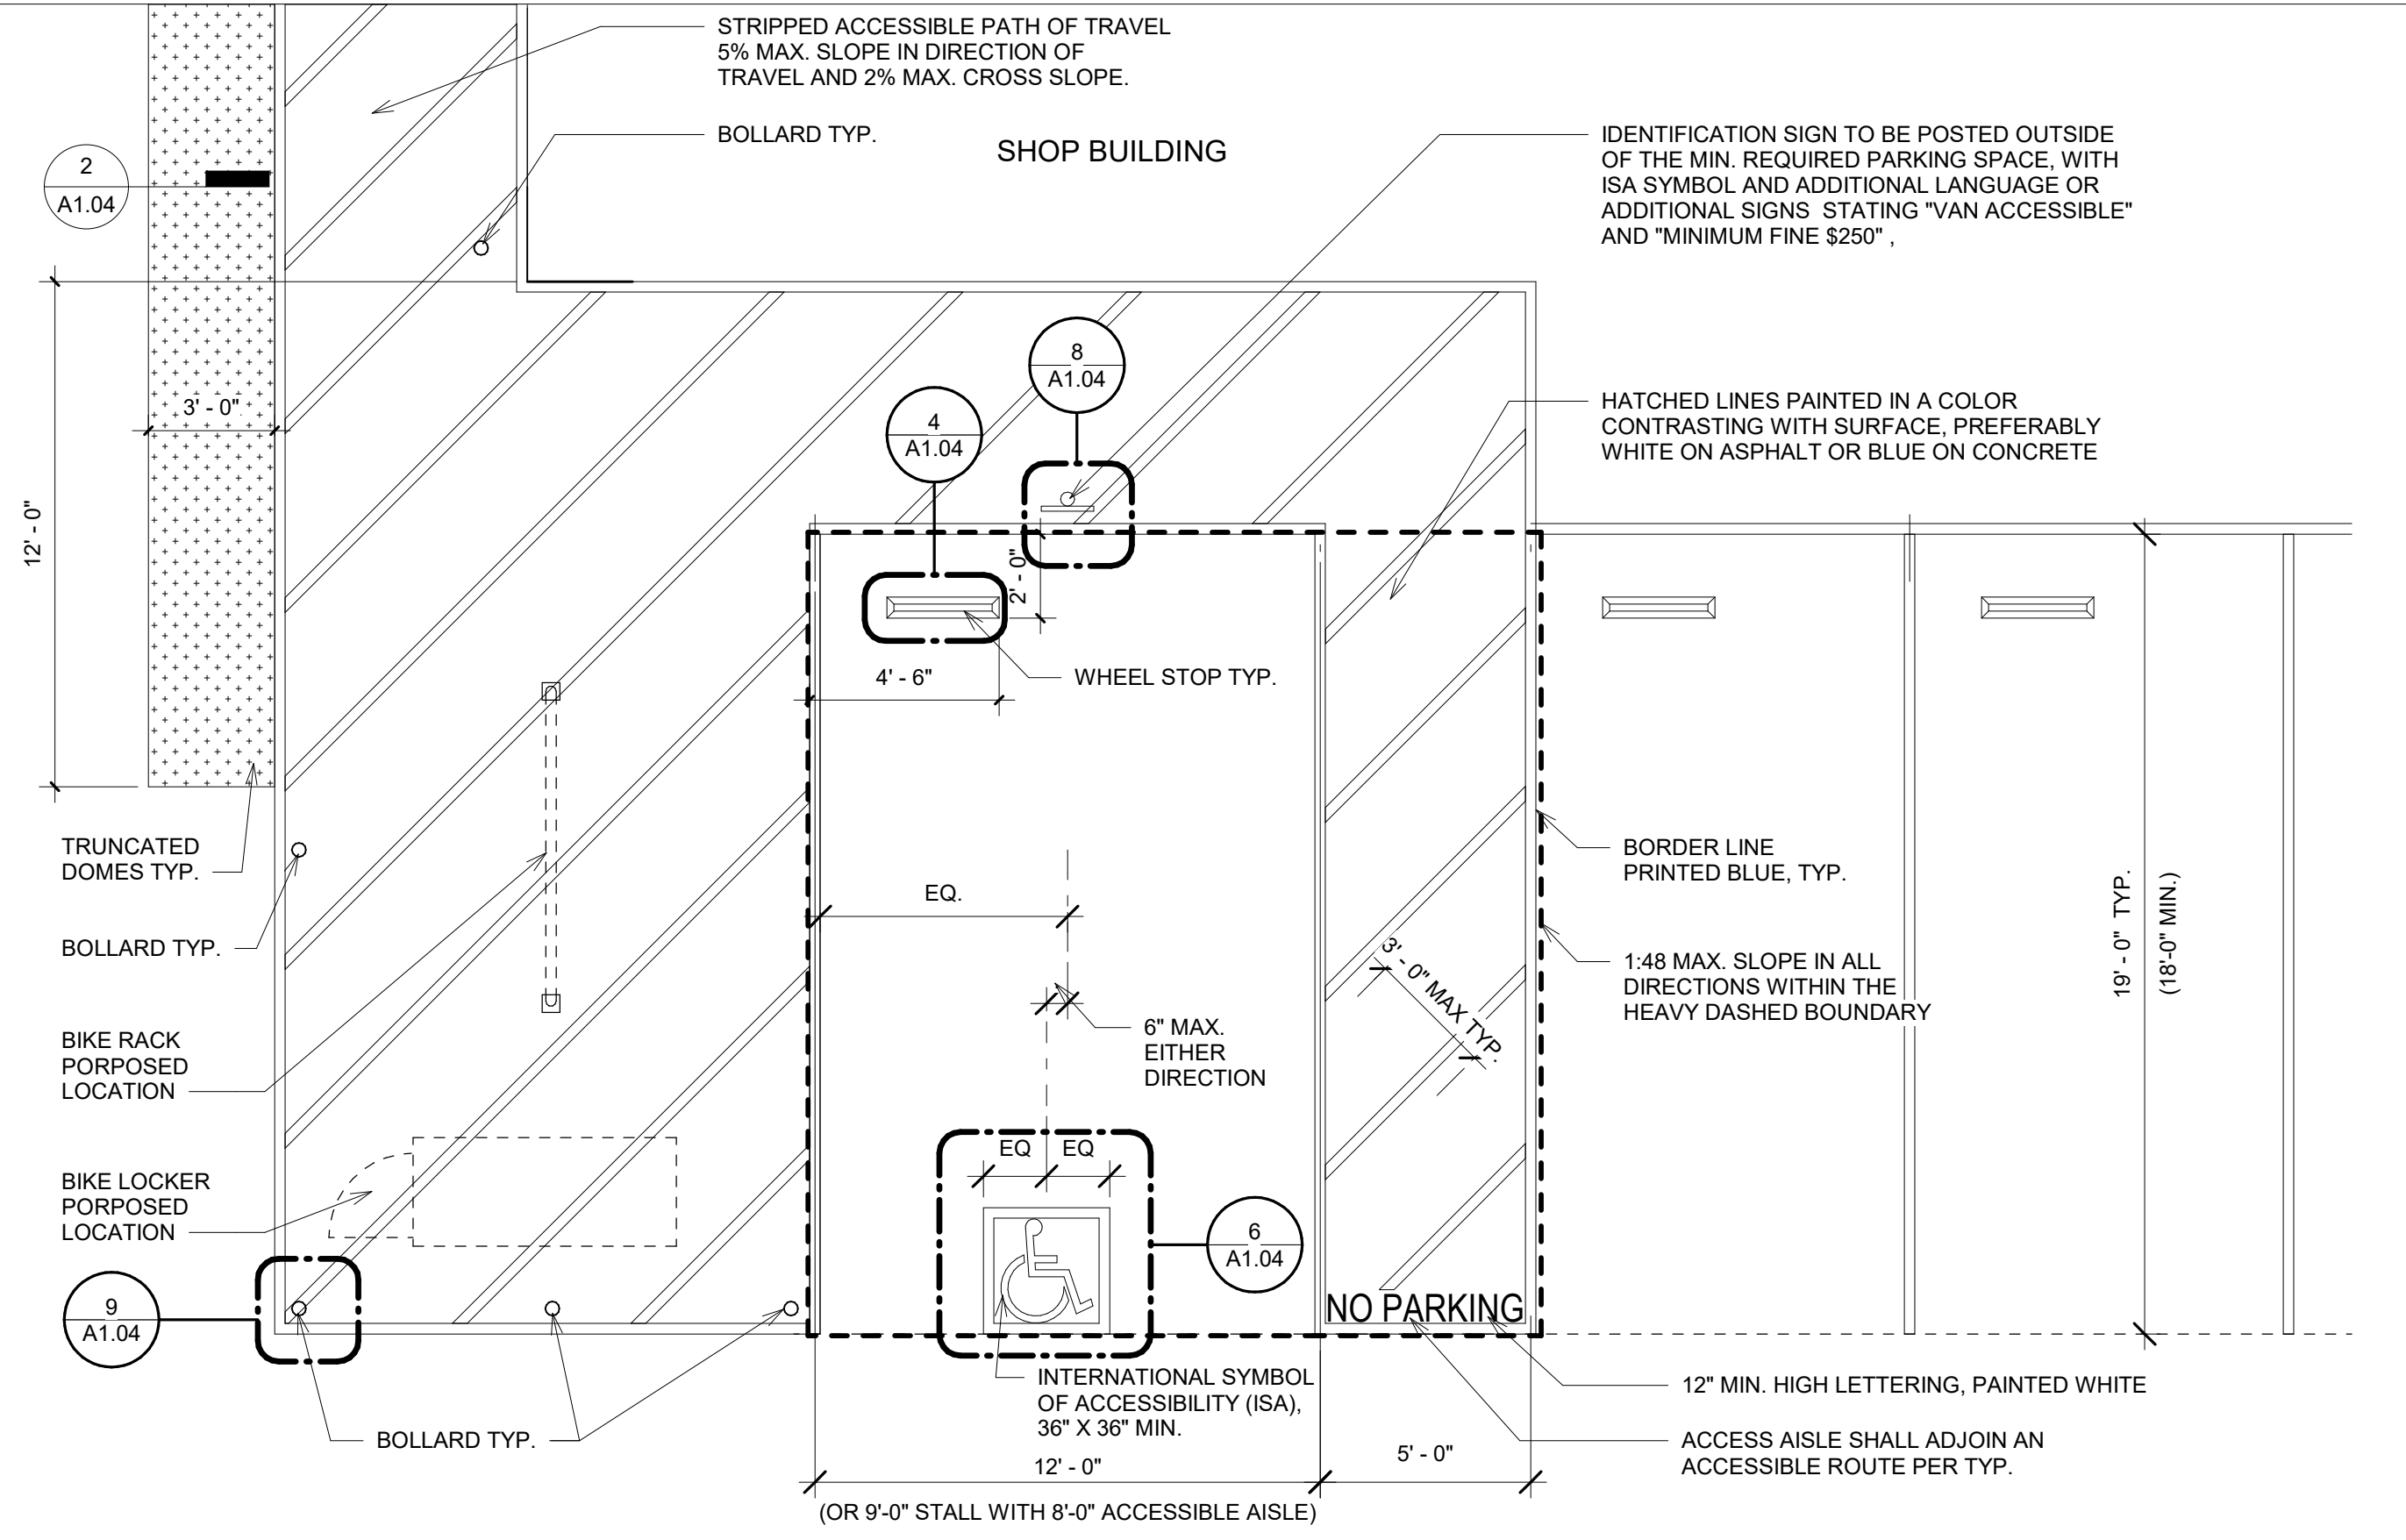 STRIPPED ACCESSIBLE PATH OF TRAVEL
5% MAX. SLOPE IN DIRECTION OF
TRAVEL AND 2% MAX. CROSS SLOPE.
BOLLARD TYP.
SHOP BUILDING
IDENTIFICATION SIGN TO BE POSTED OUTSIDE
OF THE MIN. REQUIRED PARKING SPACE, WITH
ISA SYMBOL AND ADDITIONAL LANGUAGE OR
ADDITIONAL SIGNS STATING "VAN ACCESSIBLE"
AND "MINIMUM FINE $250" ,
2
A1.04
8
A1.04
4
A1.04
3' - 0"
HATCHED LINES PAINTED IN A COLOR
CONTRASTING WITH SURFACE, PREFERABLY
WHITE ON ASPHALT OR BLUE ON CONCRETE
12' - 0"
2' - 0"
4' - 6"
WHEEL STOP TYP.
TRUNCATED
DOMES TYP.
BORDER LINE
PRINTED BLUE, TYP.
EQ.
BOLLARD TYP.
3' - 0" MAX TYP.
1:48 MAX. SLOPE IN ALL
DIRECTIONS WITHIN THE
HEAVY DASHED BOUNDARY
19' - 0" TYP.
(18'-0" MIN.)
6" MAX.
EITHER
DIRECTION
BIKE RACK
PORPOSED
LOCATION
EQ
EQ
BIKE LOCKER
PORPOSED
LOCATION
6
A1.04
9
A1.04
NO PARKING
INTERNATIONAL SYMBOL
OF ACCESSIBILITY (ISA),
36" X 36" MIN.
12" MIN. HIGH LETTERING, PAINTED WHITE
BOLLARD TYP.
ACCESS AISLE SHALL ADJOIN AN
ACCESSIBLE ROUTE PER TYP.
12' - 0"
5' - 0"
(OR 9'-0" STALL WITH 8'-0" ACCESSIBLE AISLE)